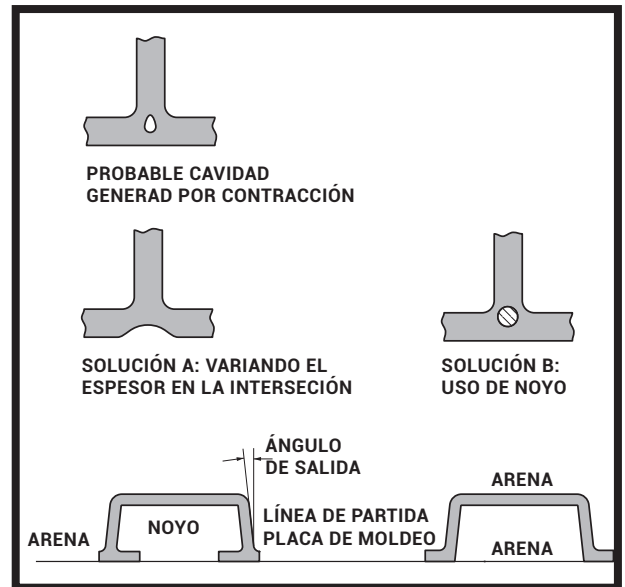 PROBABLE CAVIDAD
GENERAD POR CONTRACCIÓN
SOLUCIÓN A: VARIANDO EL
ESPESOR EN LA INTERSECIÓN
SOLUCIÓN B:
USO DE NOYO
ÁNGULO
DE SALIDA
ARENA
NOYO
LÍNEA DE PARTIDA
PLACA DE MOLDEO
ARENA
ARENA